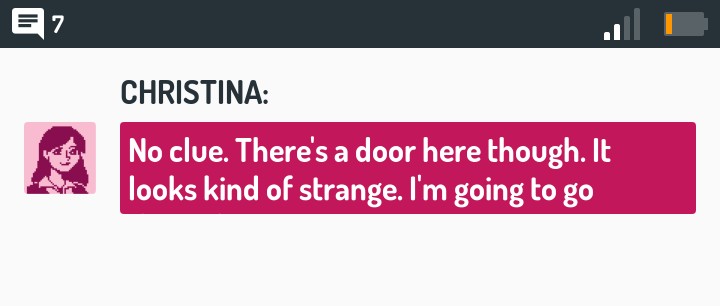 7
CHRISTINA:
No clue. There's a door here though. It
looks kind of strange. I'm going to go